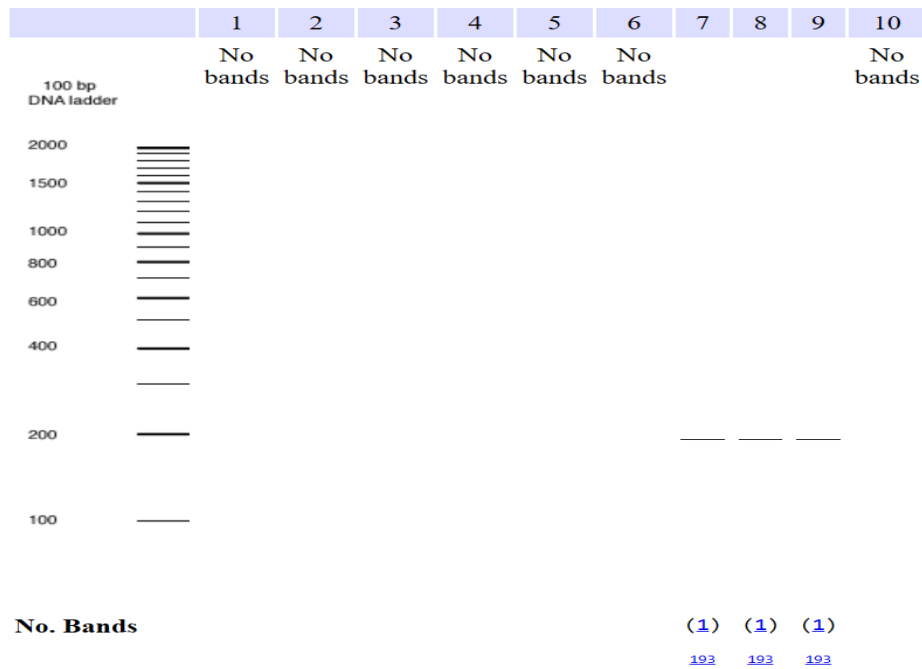 1 2 3 4 5 6 7 8 9 10
No No No No No No No
bands bands bands bands bands bands bands
100 bp
DNA ladder
2000
1500
1000
800
600
400
200
100
No. Bands (1) (1) (1)
193 193 193